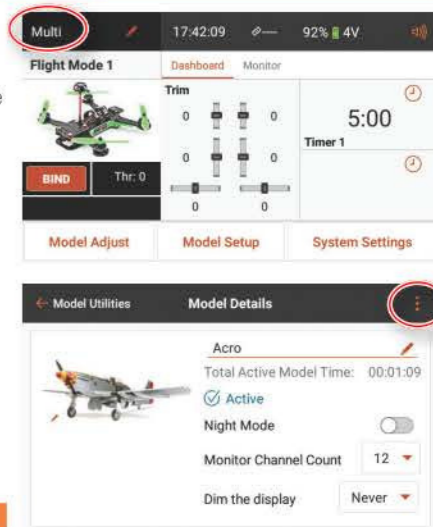 Multi 17:42:09 ---- 92% 4V
Flight Mode 1 Dashboard Monitor
Trim
0 0
5:00
Timer 1
0 0
BIND Thr: 0
0 0
Model Adjust Model Setup System Settings
e
Model Utilities Model Details
Acro
Total Active Model Time: 00:01:09
Active
Night Mode
Monitor Channel Count 12
Dim the display Never